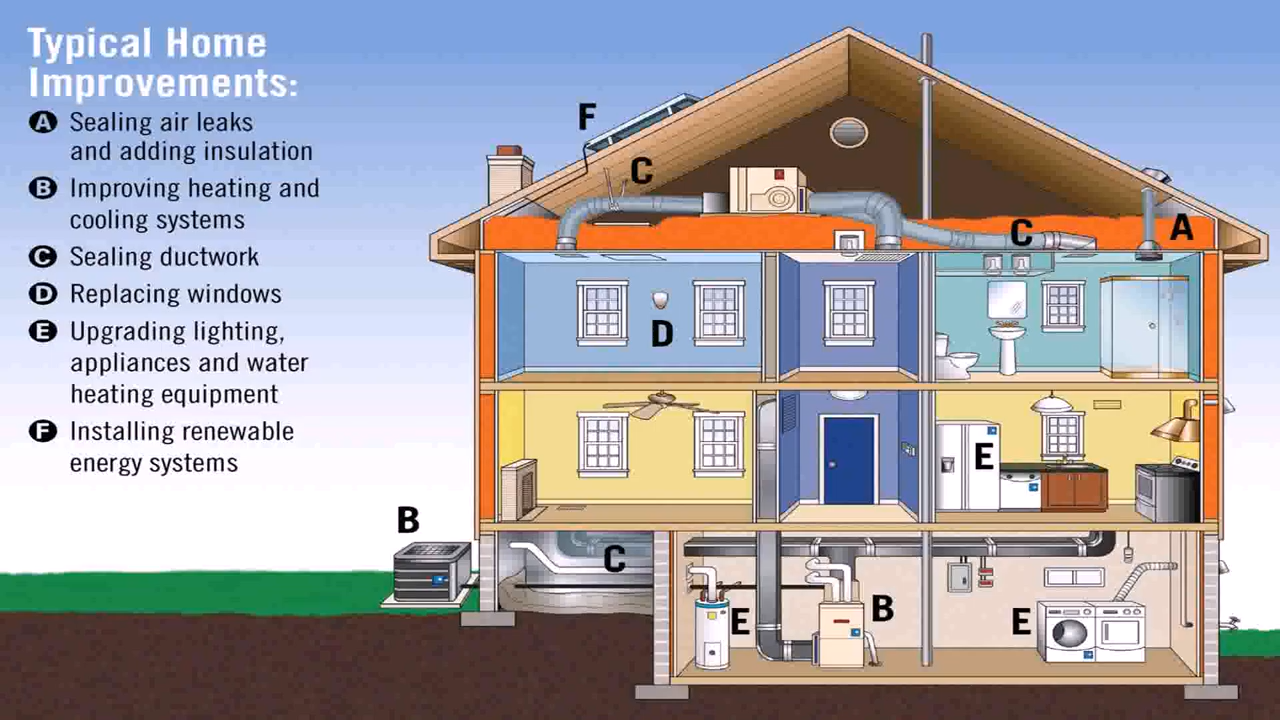 Typical Home
Improvements:
A Sealing air leaks
and adding insulation
B Improving heating and
cooling systems
C Sealing ductwork
D Replacing windows
E Upgrading lighting,
appliances and water
heating equipment
F Installing renewable
energy systems
F
C
C
A
D
E
B
C
E
B
E